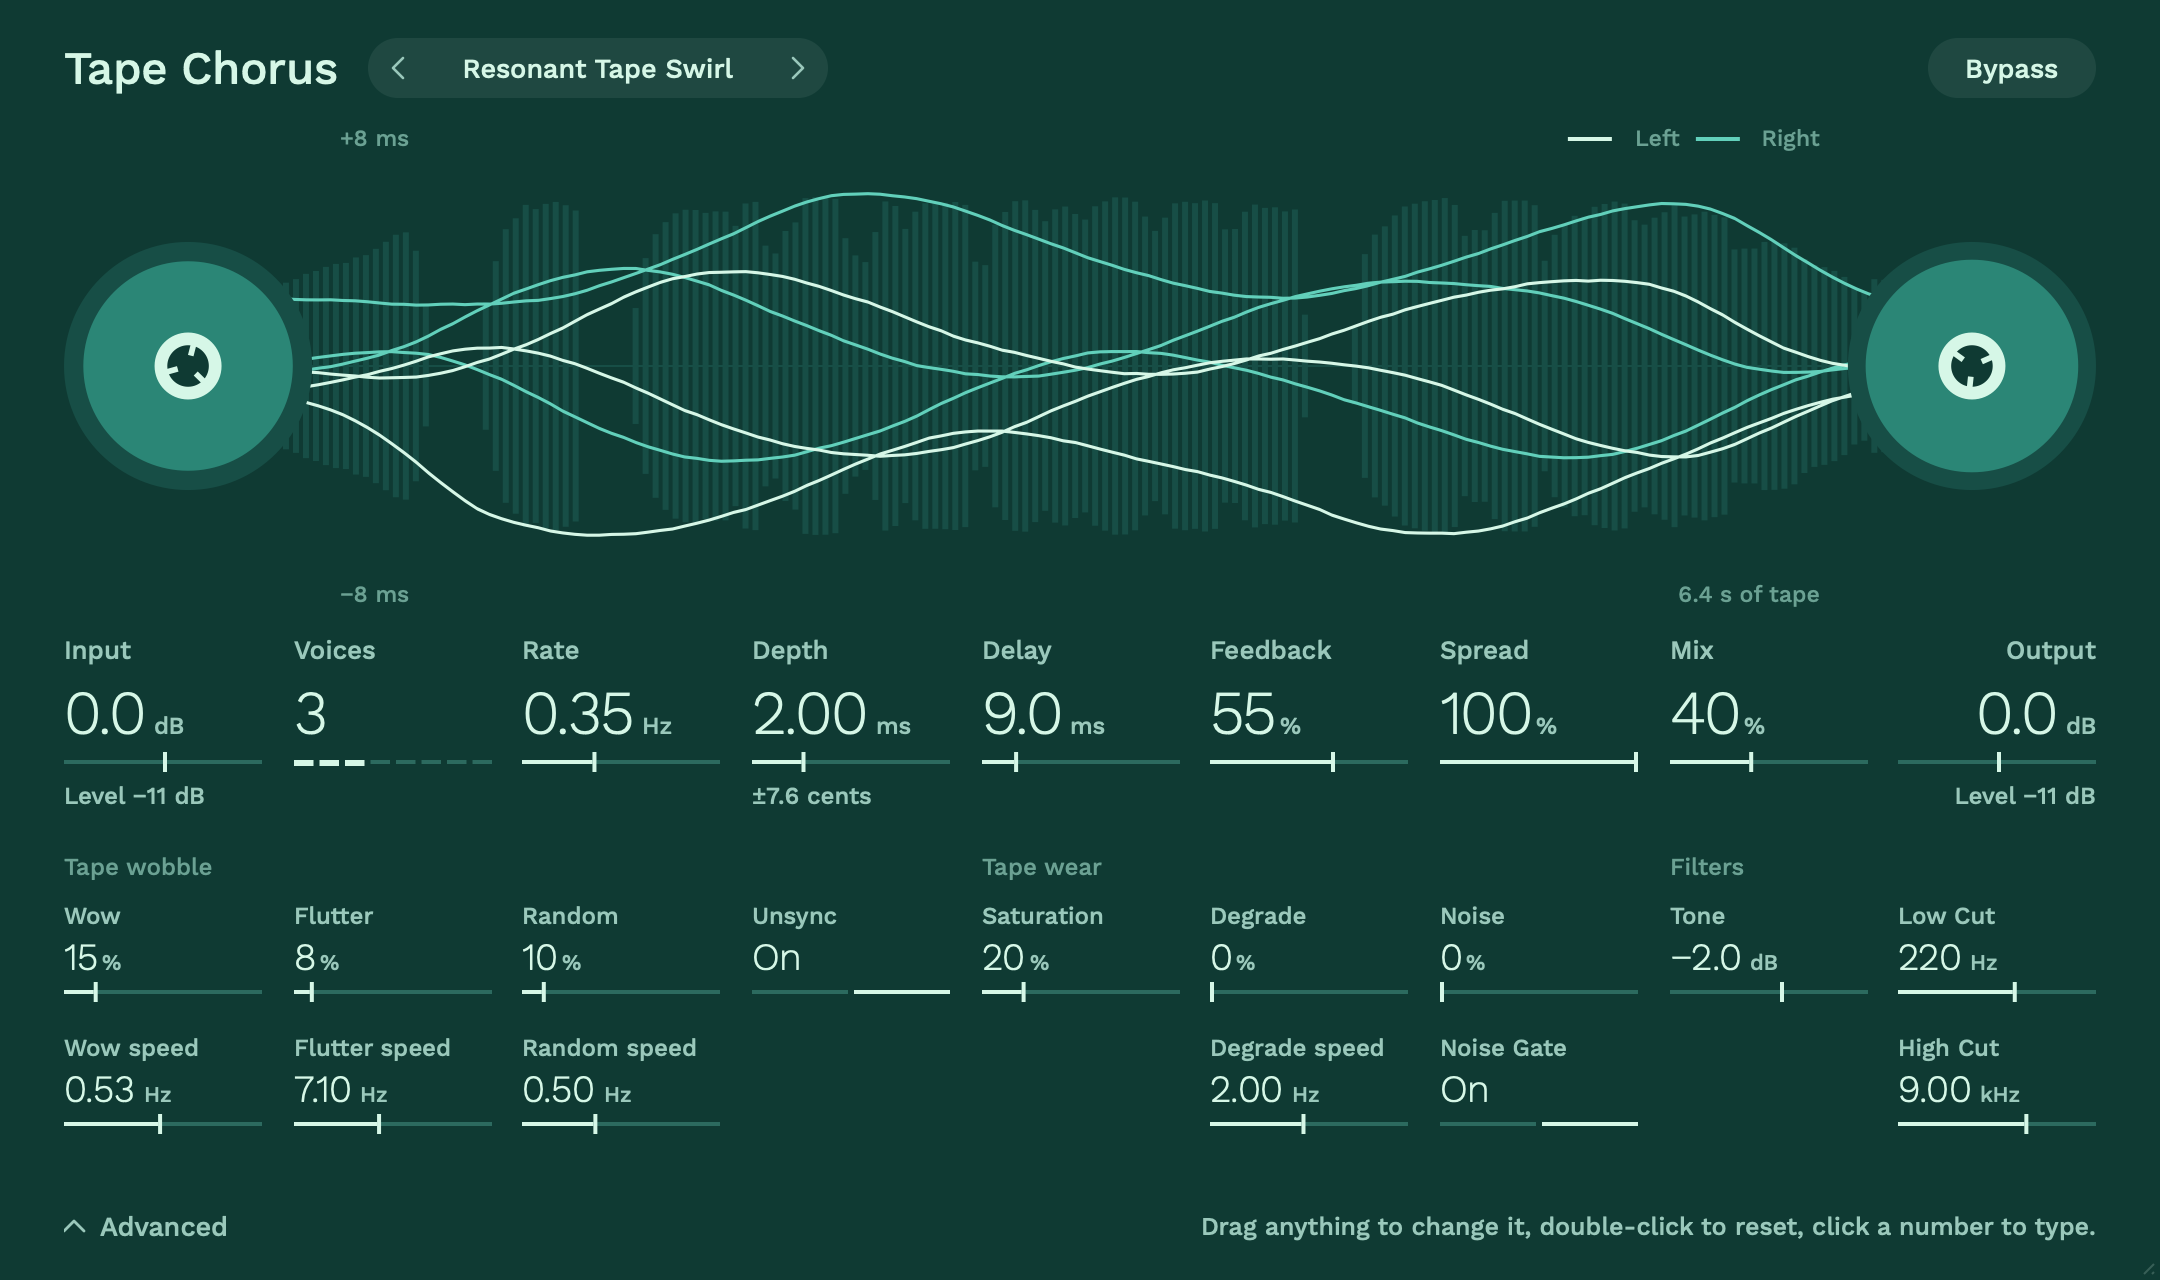 Tape Chorus
Resonant Tape Swirl
Bypass
+8 ms
Left
Right
−8 ms
6.4 s of tape
Input
Voices
Rate
Depth
Delay
Feedback
Spread
Mix
Output
0.0 dB
3
0.35 Hz
2.00 ms
9.0 ms
55 %
100 %
40 %
0.0 dB
Level −11 dB
±7.6 cents
Level −11 dB
Tape wobble
Tape wear
Filters
Wow
Flutter
Random
Unsync
Saturation
Degrade
Noise
Tone
Low Cut
15 %
8 %
10 %
On
20 %
0 %
0 %
−2.0 dB
220 Hz
Wow speed
Flutter speed
Random speed
Degrade speed
Noise Gate
High Cut
0.53 Hz
7.10 Hz
0.50 Hz
2.00 Hz
On
9.00 kHz
Advanced
Drag anything to change it, double-click to reset, click a number to type.